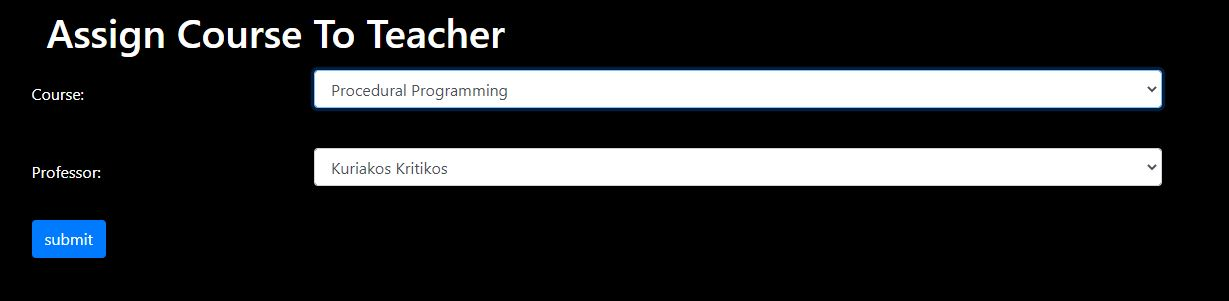 Assign Course To Teacher
Course:
Procedural Programming
Professor:
Kuriakos Kritikos
submit